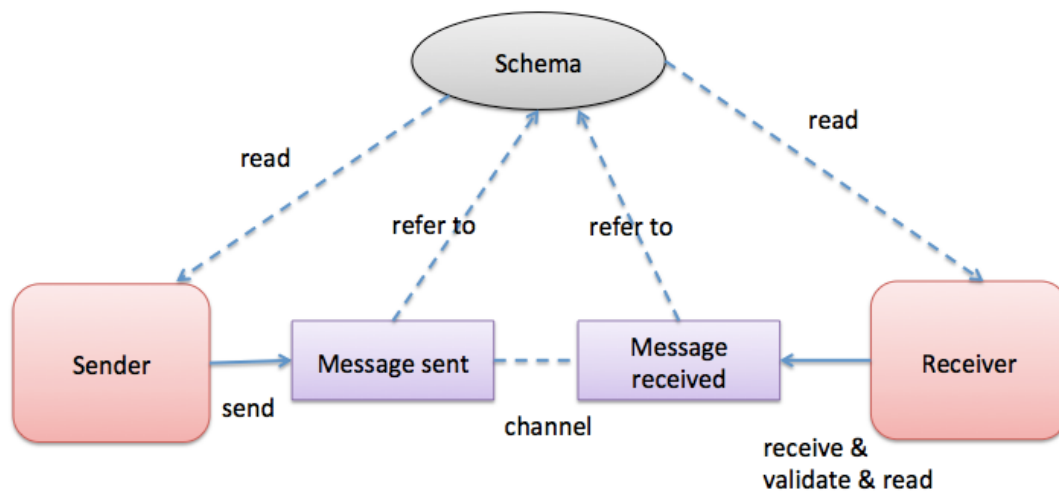 Schema
read
read
refer to
refer to
Sender
Message sent
Message
received
Receiver
send
channel
receive &
validate & read